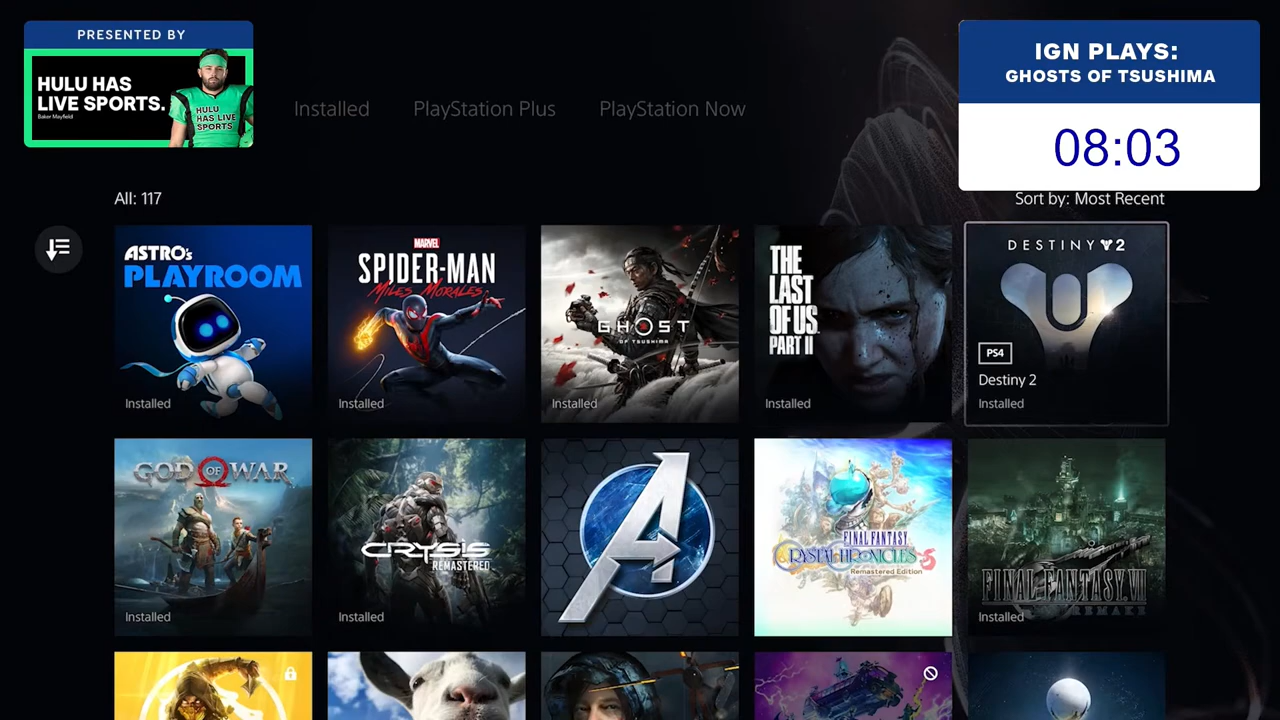 PRESENTED BY
HULU HAS
LIVE SPORTS.
Baker Mayfield
HULU
HAS LIVE
SPORTS
IGN PLAYS:
GHOSTS OF TSUSHIMA
08:03
Installed
PlayStation Plus
PlayStation Now
All: 117
Sort by: Most Recent
ASTRO's
PLAYROOM
Installed
MARVEL
SPIDER-MAN
MILES MORALES
Installed
GHOST
OF TSUSHIMA
Installed
THE
LAST
OF US
PART II
Installed
DESTINY 2
PS4
Destiny 2
Installed
GOD OF WAR
Installed
CRYSIS
REMASTERED
Installed
FINAL FANTASY
CRYSTAL CHRONICLES
Remastered Edition
FINAL FANTASY VII
REMAKE
Installed